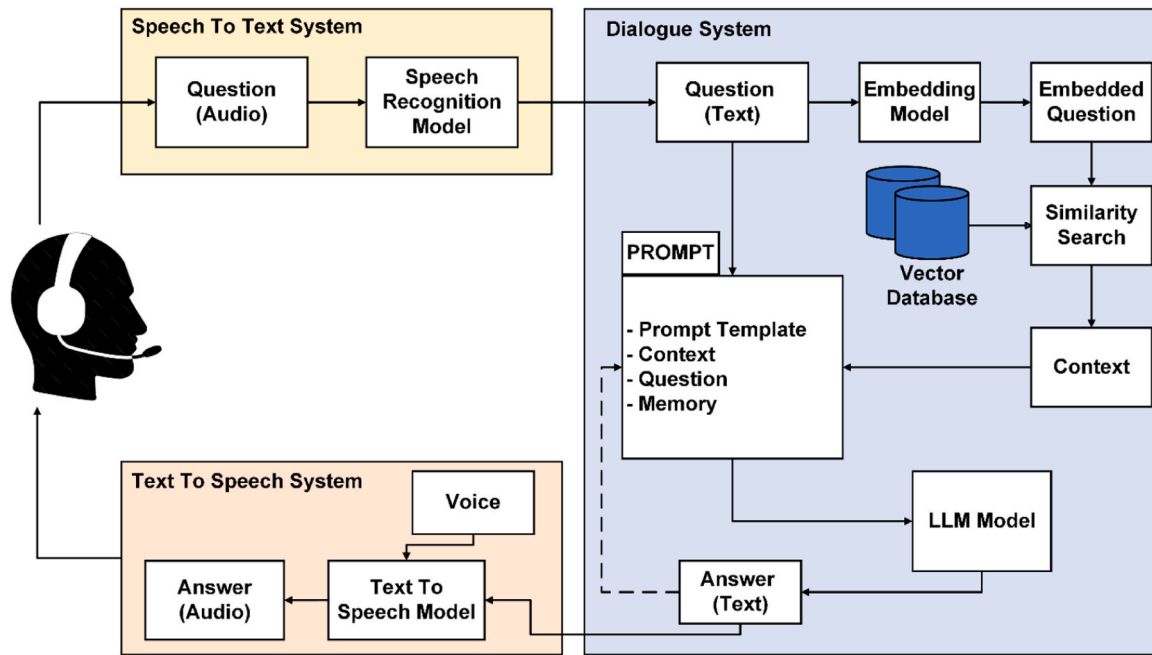 Speech To Text System
Question
(Audio)
Speech
Recognition
Model
Dialogue System
Question
(Text)
Embedding
Model
Embedded
Question
Similarity
Search
Vector
Database
PROMPT
- Prompt Template
- Context
- Question
- Memory
Context
LLM Model
Answer
(Text)
Text To Speech System
Voice
Text To
Speech Model
Answer
(Audio)